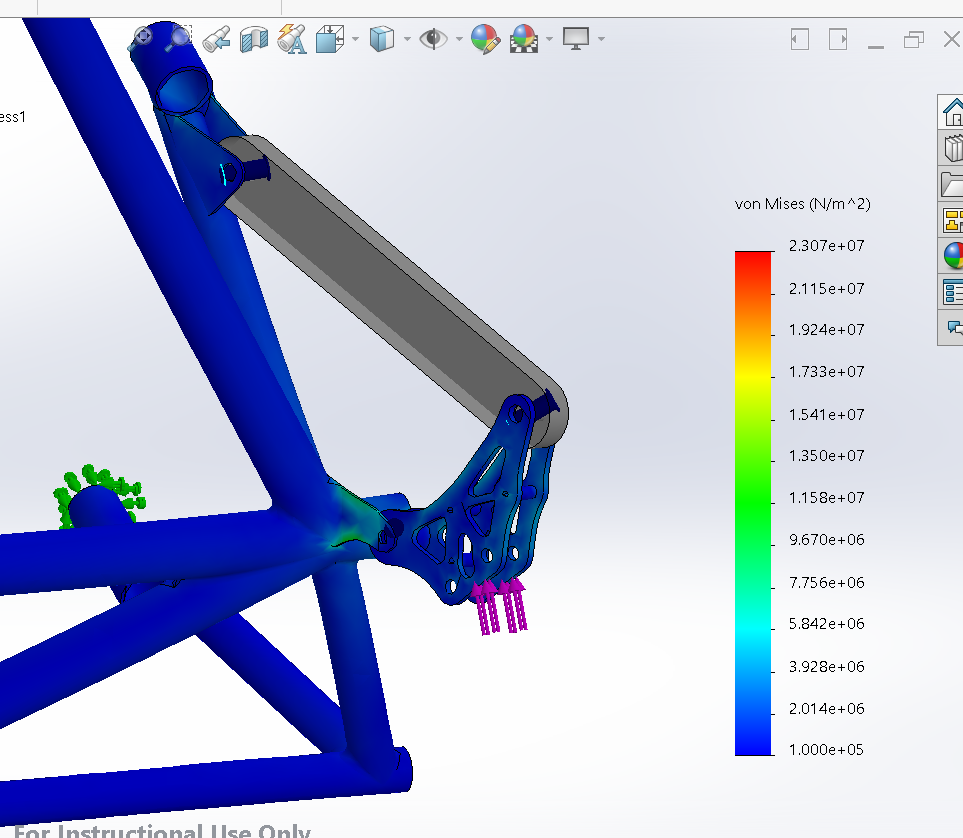 ess1
von Mises (N/m^2)
2.307e+07
2.115e+07
1.924e+07
1.733e+07
1.541e+07
1.350e+07
1.158e+07
9.670e+06
7.756e+06
5.842e+06
3.928e+06
2.014e+06
1.000e+05
For Instructional Use Only